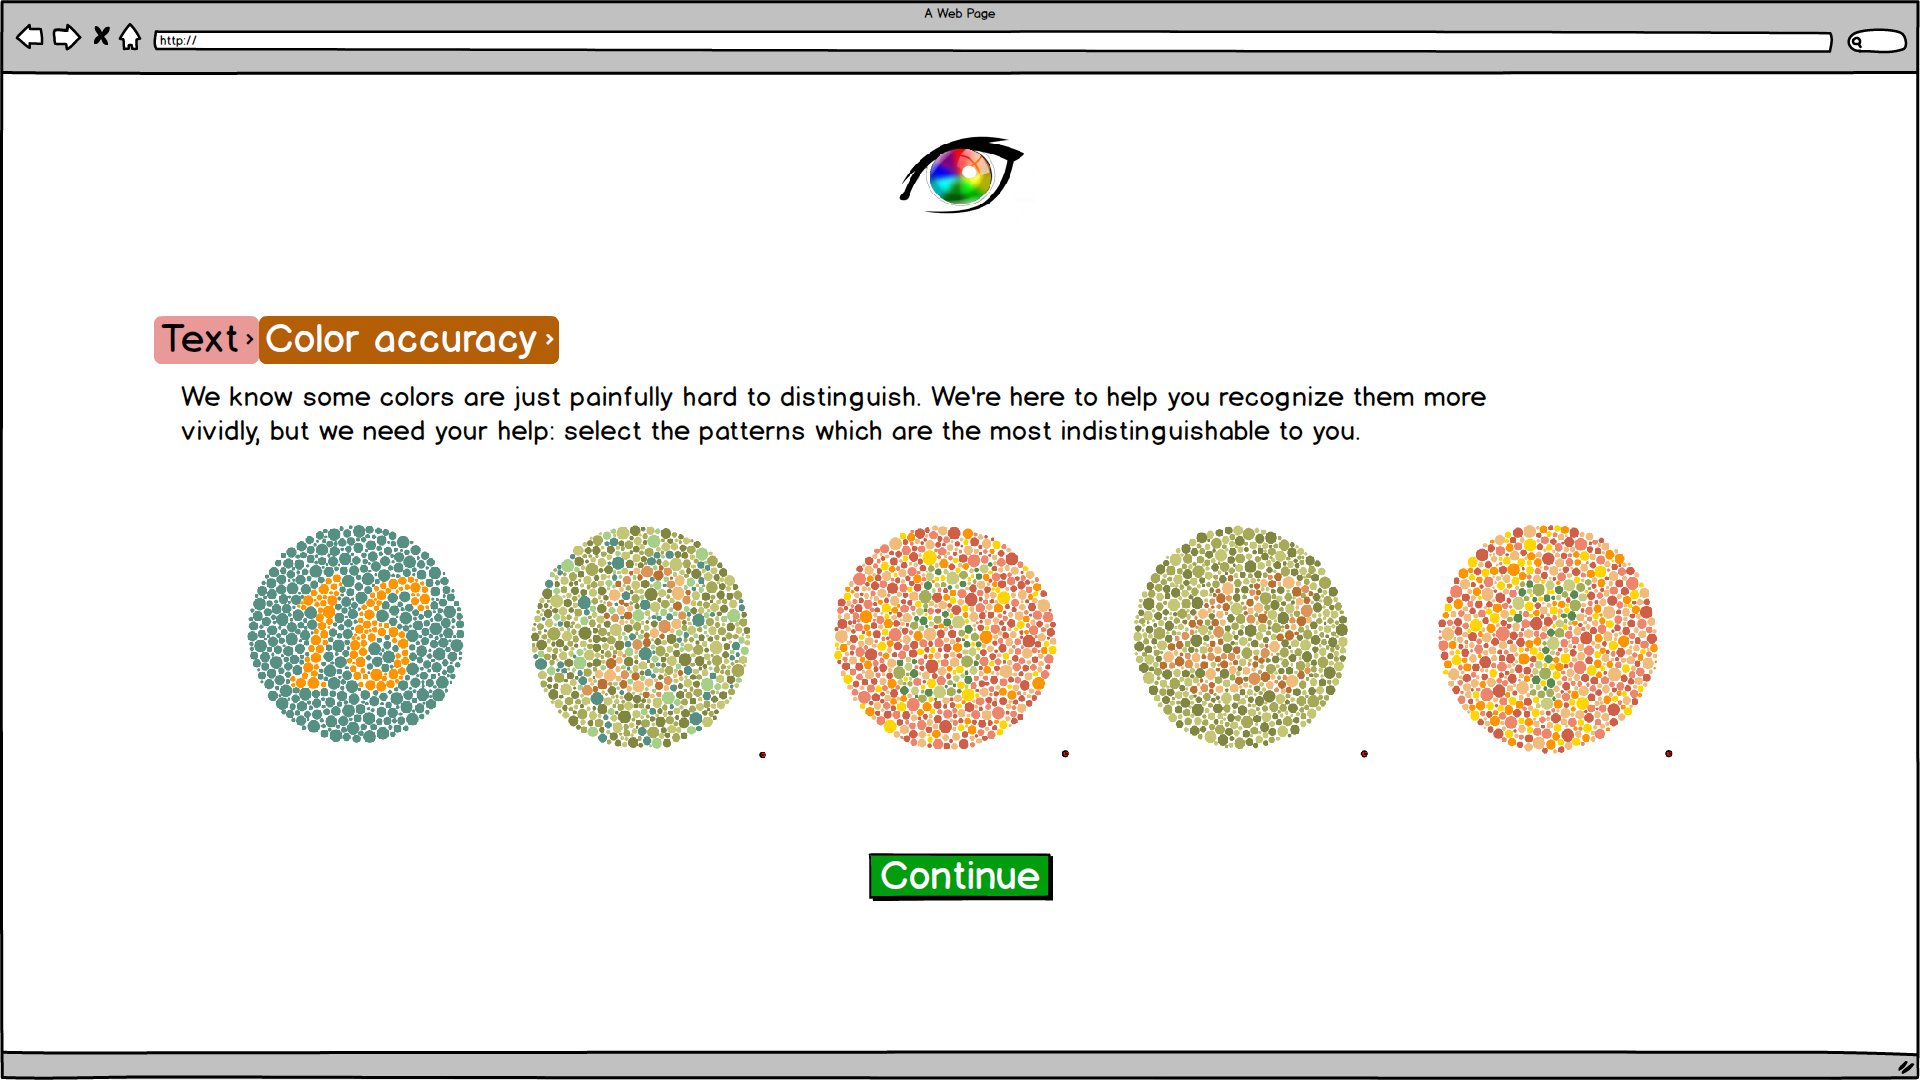 A Web Page
http://
Text › Color accuracy ›
We know some colors are just painfully hard to distinguish. We're here to help you recognize them more
vividly, but we need your help: select the patterns which are the most indistinguishable to you.
16
Continue